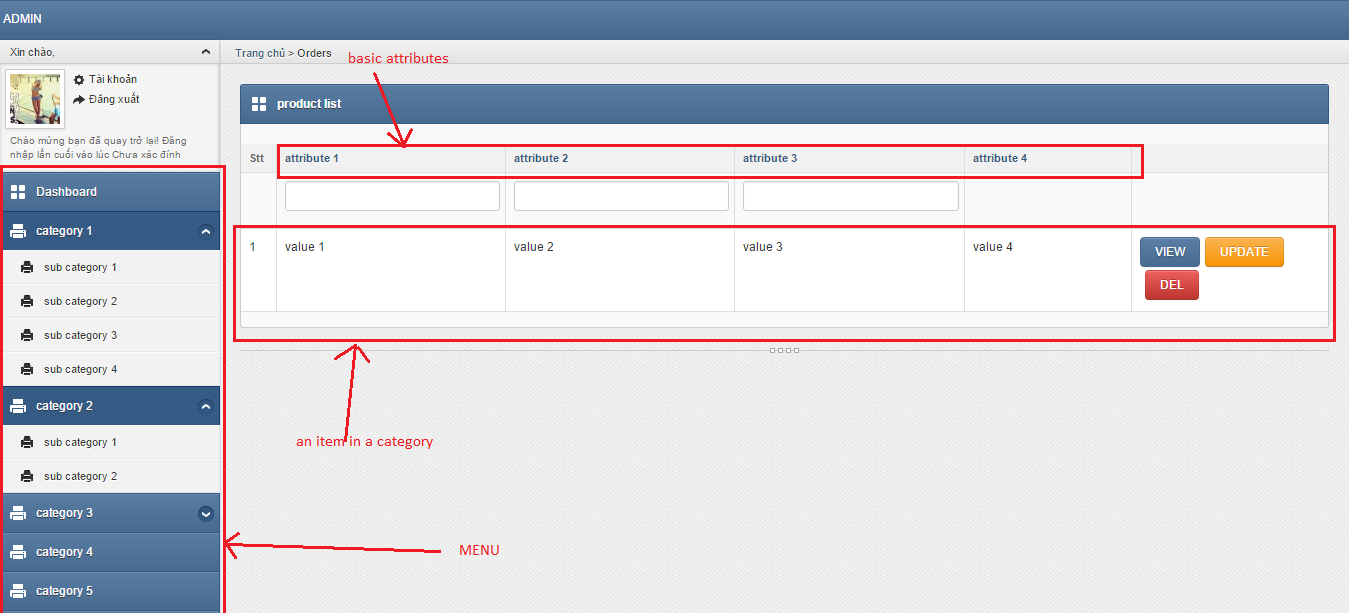 ADMIN
Xin chào,
Tài khoản
Đăng xuất
Chào mừng bạn đã quay trở lại! Đăng
nhập lần cuối vào lúc Chưa xác đính
Dashboard
category 1
sub category 1
sub category 2
sub category 3
sub category 4
category 2
sub category 1
sub category 2
category 3
category 4
category 5
Trang chủ > Orders
basic attributes
product list
Stt attribute 1 attribute 2 attribute 3 attribute 4
1 value 1 value 2 value 3 value 4 VIEW UPDATE
DEL
an item in a category
MENU